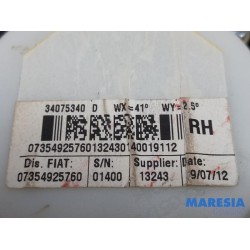 34075340 D WX=41° WY=2.5°
RH
07354925760132430140019112
Dis. FIAT: S/N: Supplier: Date:
07354925760 01400 13243 9/07/12
MARESIA